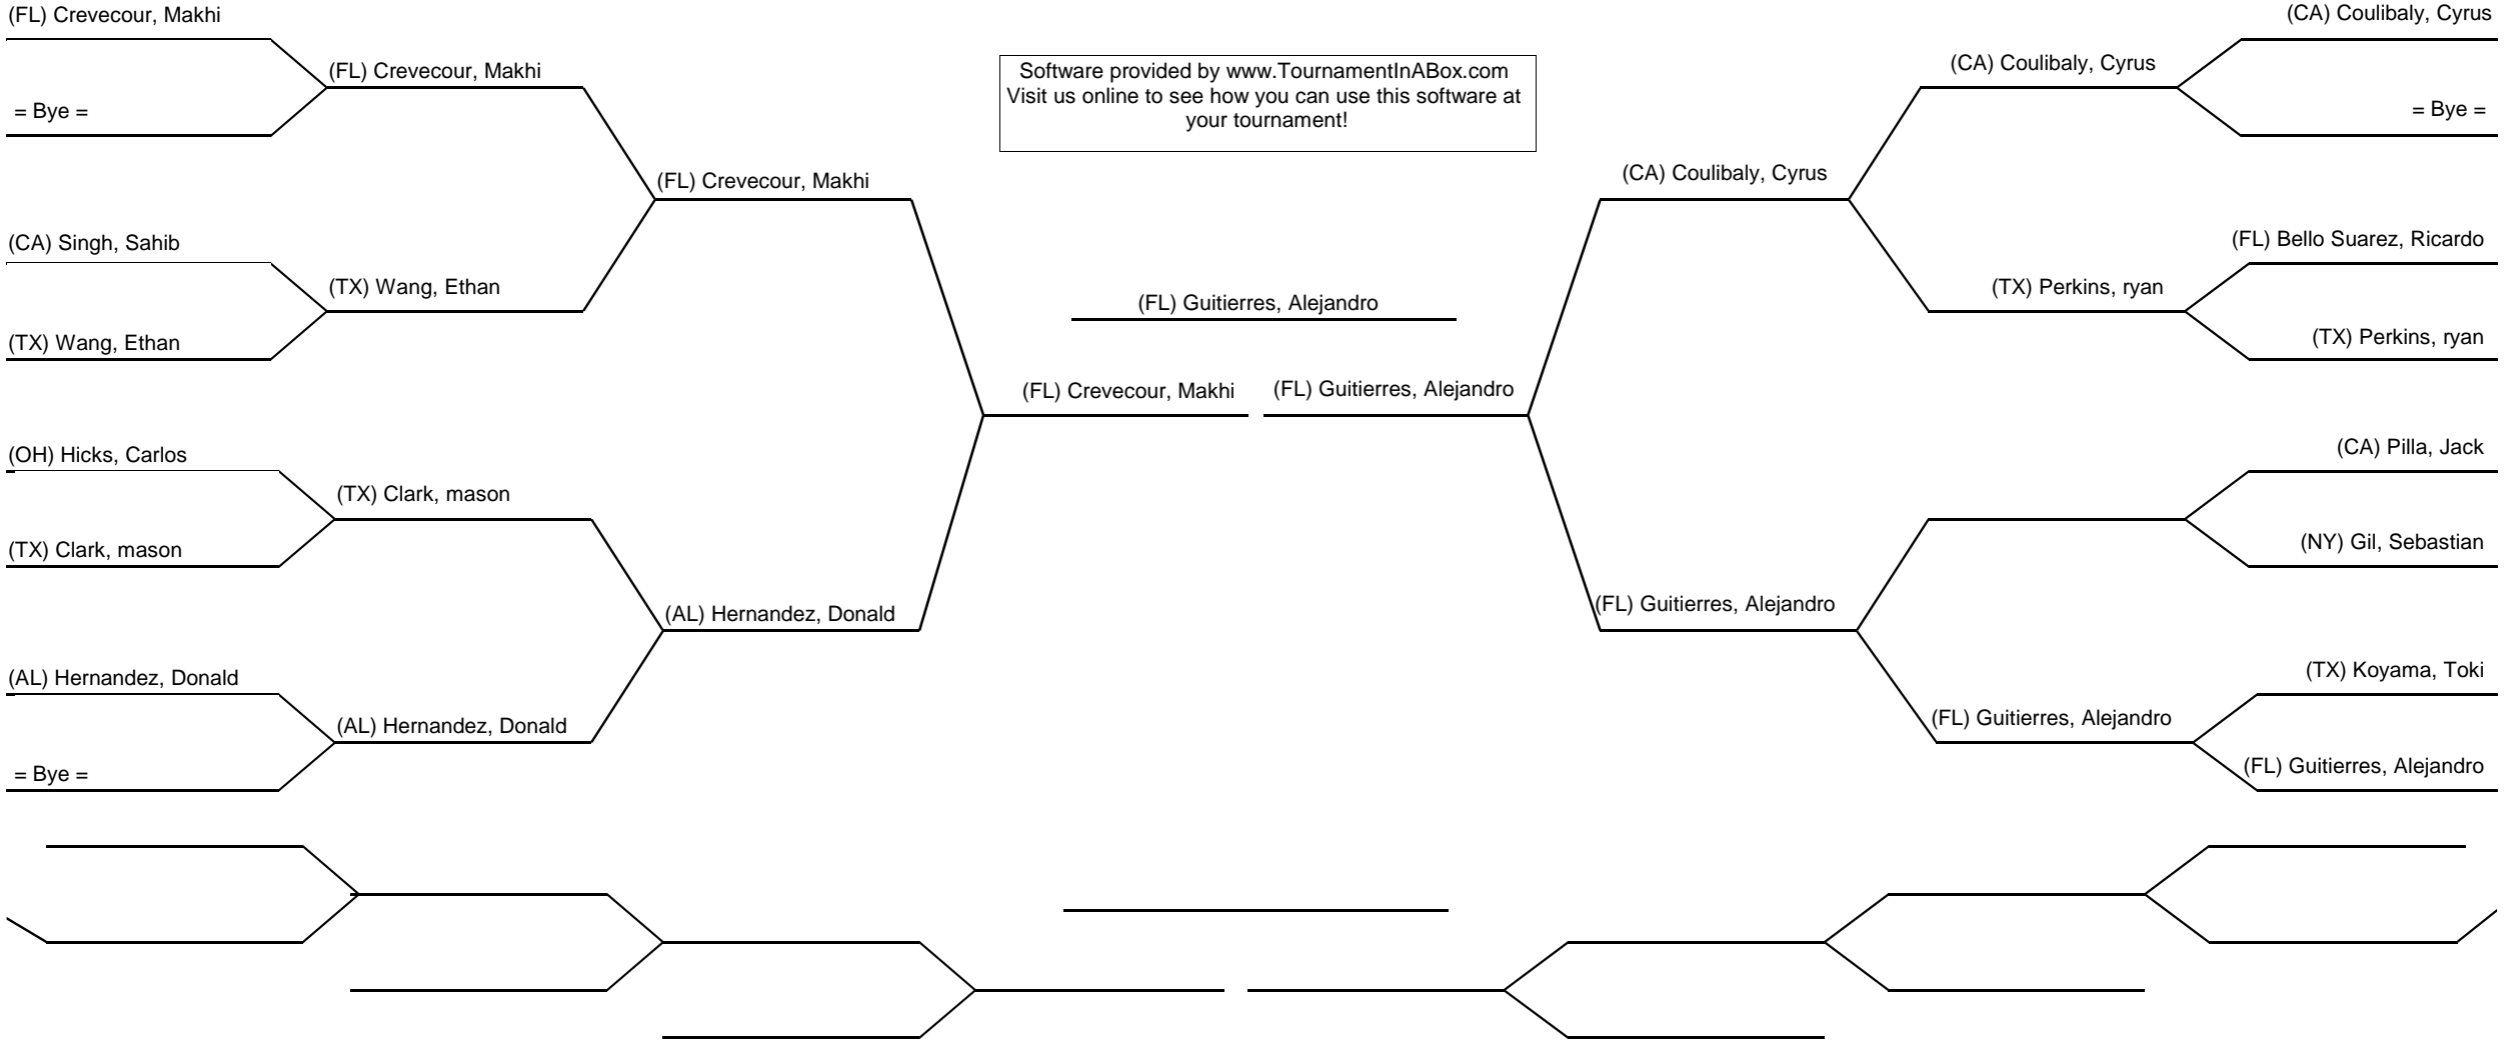 (FL) Crevecour, Makhi
= Bye =
(CA) Singh, Sahib
(TX) Wang, Ethan
(OH) Hicks, Carlos
(TX) Clark, mason
(AL) Hernandez, Donald
= Bye =
(FL) Crevecour, Makhi
(TX) Wang, Ethan
(TX) Clark, mason
(AL) Hernandez, Donald
(FL) Crevecour, Makhi
(AL) Hernandez, Donald
Software provided by www.TournamentInABox.com
Visit us online to see how you can use this software at
your tournament!
(FL) Guitierres, Alejandro
(FL) Crevecour, Makhi
(FL) Guitierres, Alejandro
(CA) Coulibaly, Cyrus
(FL) Guitierres, Alejandro
(CA) Coulibaly, Cyrus
(TX) Perkins, ryan
(FL) Guitierres, Alejandro
(CA) Coulibaly, Cyrus
= Bye =
(FL) Bello Suarez, Ricardo
(TX) Perkins, ryan
(CA) Pilla, Jack
(NY) Gil, Sebastian
(TX) Koyama, Toki
(FL) Guitierres, Alejandro